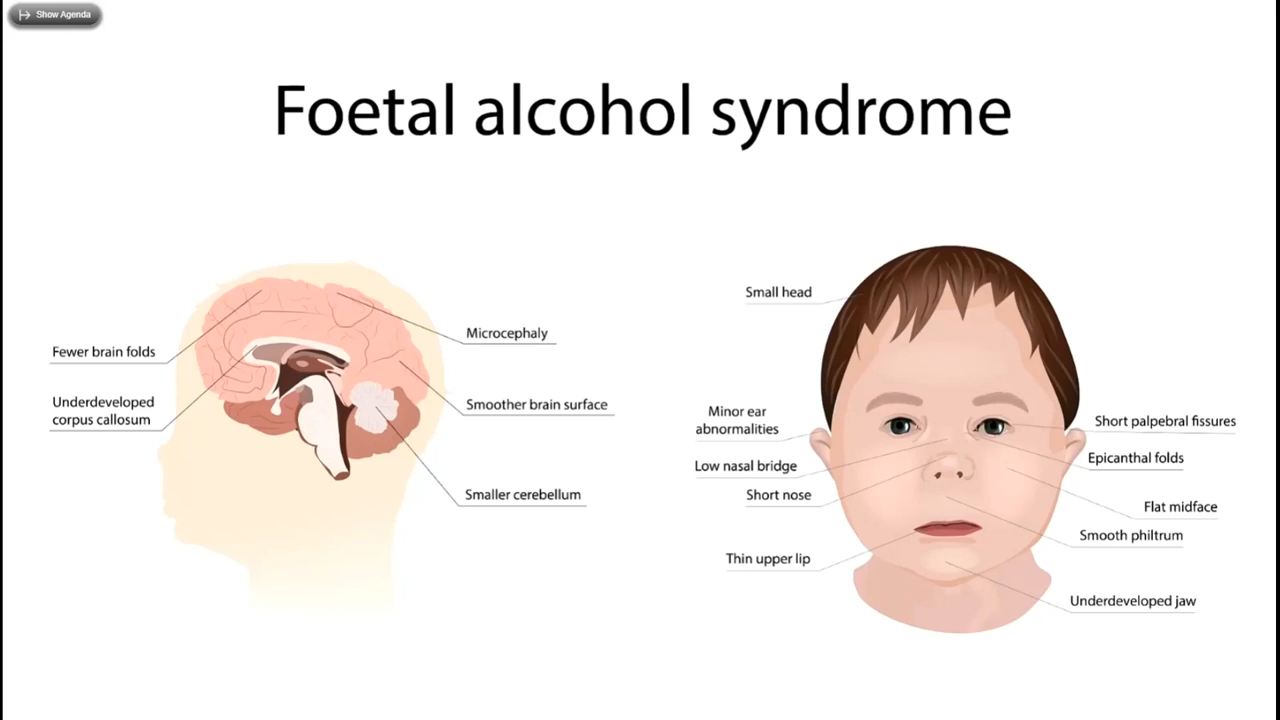 Show Agenda
Foetal alcohol syndrome
Fewer brain folds
Underdeveloped
corpus callosum
Microcephaly
Smoother brain surface
Smaller cerebellum
Small head
Minor ear
abnormalities
Low nasal bridge
Short nose
Thin upper lip
Short palpebral fissures
Epicanthal folds
Flat midface
Smooth philtrum
Underdeveloped jaw